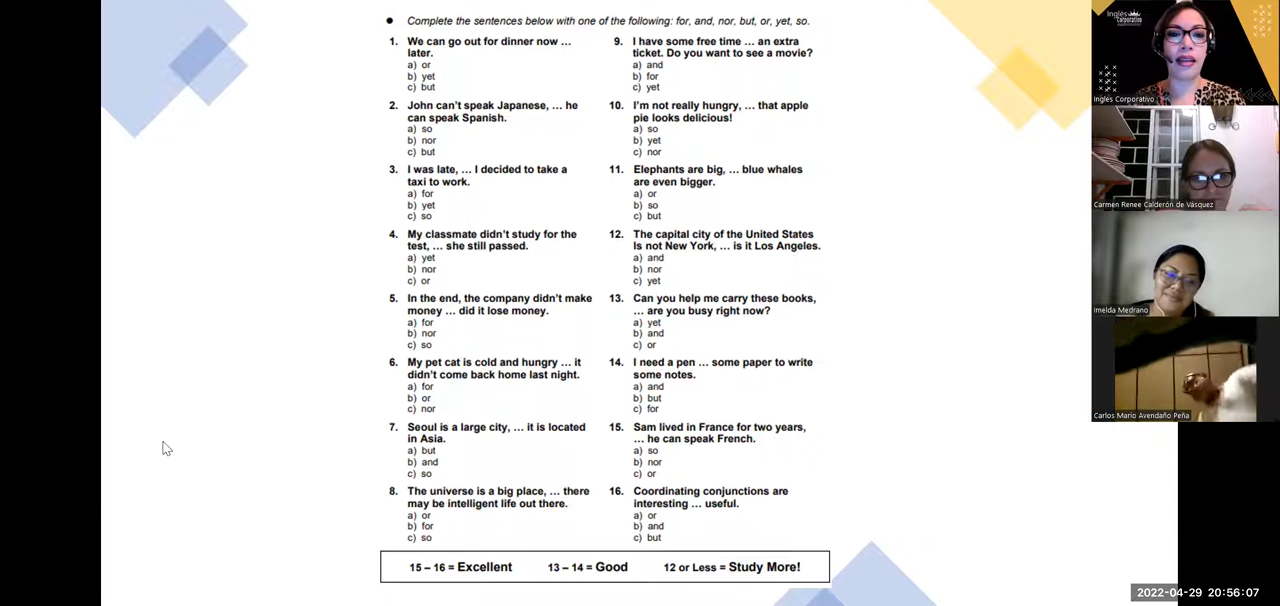 ● Complete the sentences below with one of the following: for, and, nor, but, or, yet, so.
1. We can go out for dinner now …
later.
a) or
b) yet
c) but
2. John can’t speak Japanese, … he
can speak Spanish.
a) so
b) nor
c) but
3. I was late, … I decided to take a
taxi to work.
a) for
b) yet
c) so
4. My classmate didn’t study for the
test, … she still passed.
a) yet
b) nor
c) or
5. In the end, the company didn’t make
money … did it lose money.
a) for
b) nor
c) so
6. My pet cat is cold and hungry … it
didn’t come back home last night.
a) for
b) or
c) nor
7. Seoul is a large city, … it is located
in Asia.
a) but
b) and
c) so
8. The universe is a big place, … there
may be intelligent life out there.
a) or
b) for
c) so
9. I have some free time … an extra
ticket. Do you want to see a movie?
a) and
b) for
c) yet
10. I’m not really hungry, … that apple
pie looks delicious!
a) so
b) yet
c) nor
11. Elephants are big, … blue whales
are even bigger.
a) or
b) so
c) but
12. The capital city of the United States
Is not New York, … is it Los Angeles.
a) and
b) nor
c) yet
13. Can you help me carry these books,
… are you busy right now?
a) yet
b) and
c) or
14. I need a pen … some paper to write
some notes.
a) and
b) but
c) for
15. Sam lived in France for two years,
… he can speak French.
a) so
b) nor
c) or
16. Coordinating conjunctions are
interesting … useful.
a) or
b) and
c) but
15 – 16 = Excellent 13 – 14 = Good 12 or Less = Study More!
Inglés
Corporativo
Inglés Corporativo
Carmen Renee Calderón de Vásquez
Imelda Medrano
Carlos Mario Avendaño Peña
2022-04-29 20:56:07